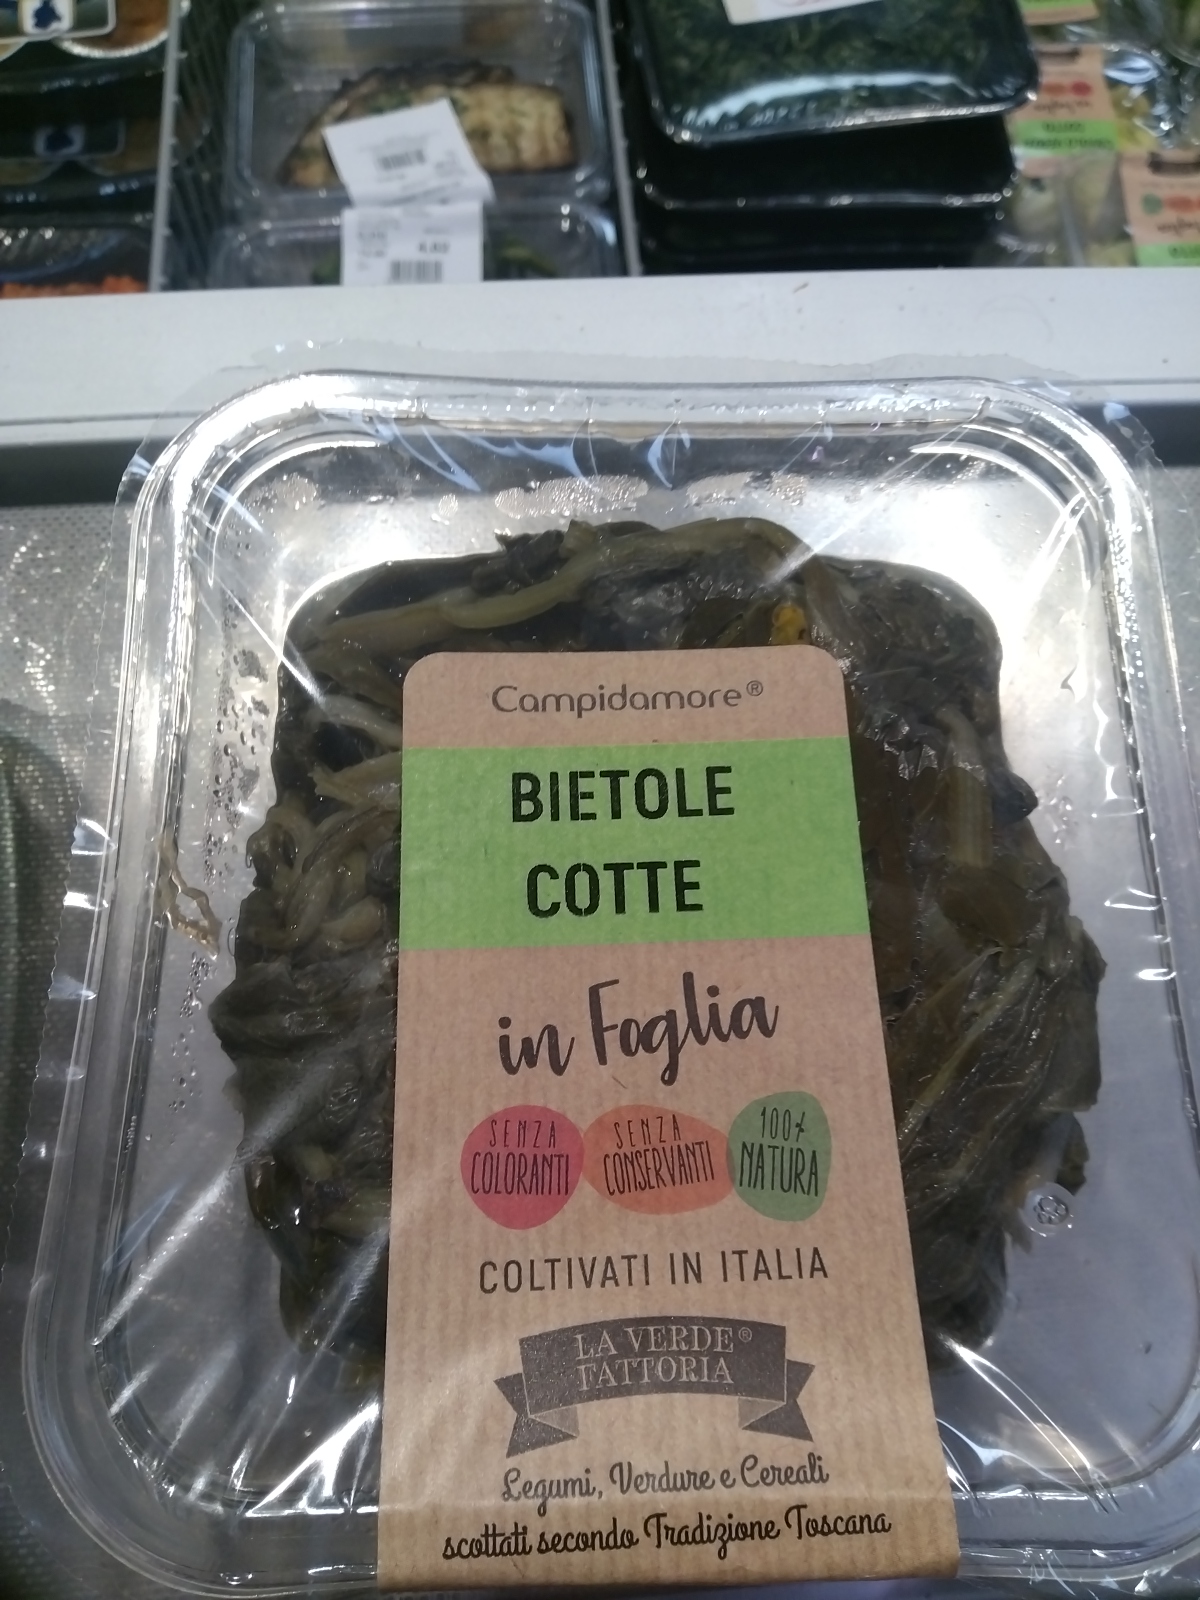 Campidamore®
BIETOLE
COTTE
in Foglia
SENZA
COLORANTI
SENZA
CONSERVANTI
100%
NATURA
COLTIVATI IN ITALIA
LA VERDE®
FATTORIA
Legumi, Verdure e Cereali
scottati secondo Tradizione Toscana